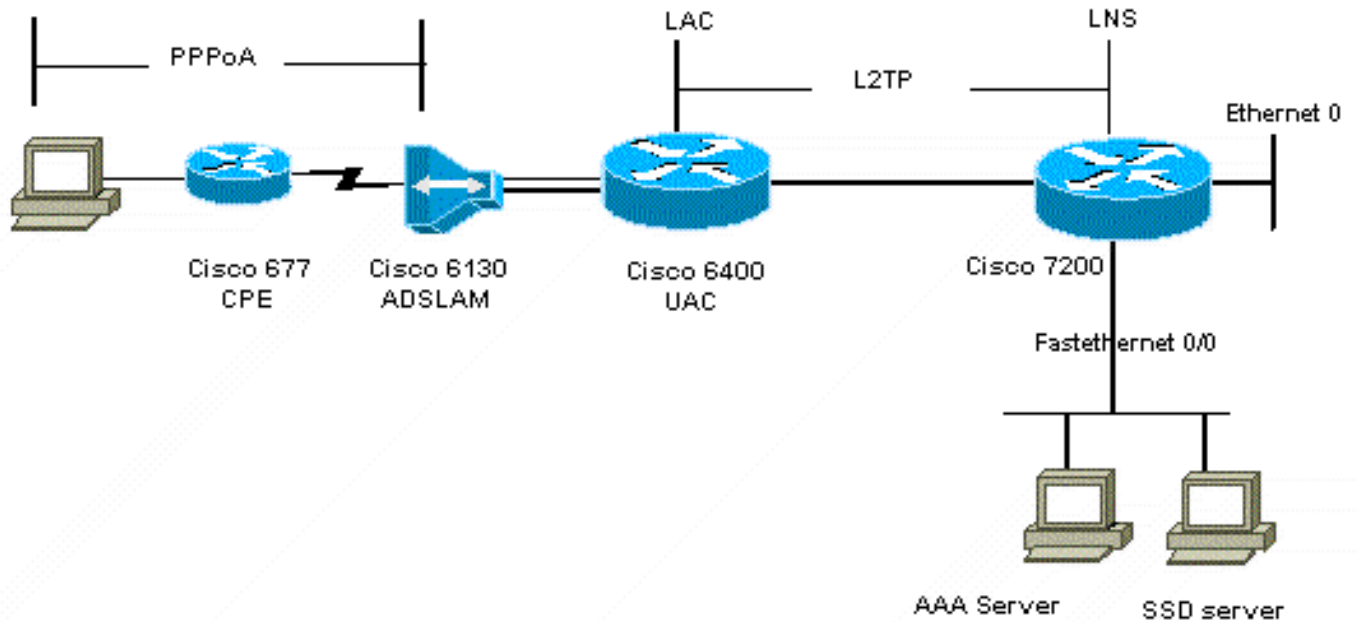 LAC
LNS
PPPoA
L2TP
Ethernet 0
Cisco 677
CPE
Cisco 6130
ADSLAM
Cisco 6400
UAC
Cisco 7200
Fastethernet 0/0
AAA Server
SSD server